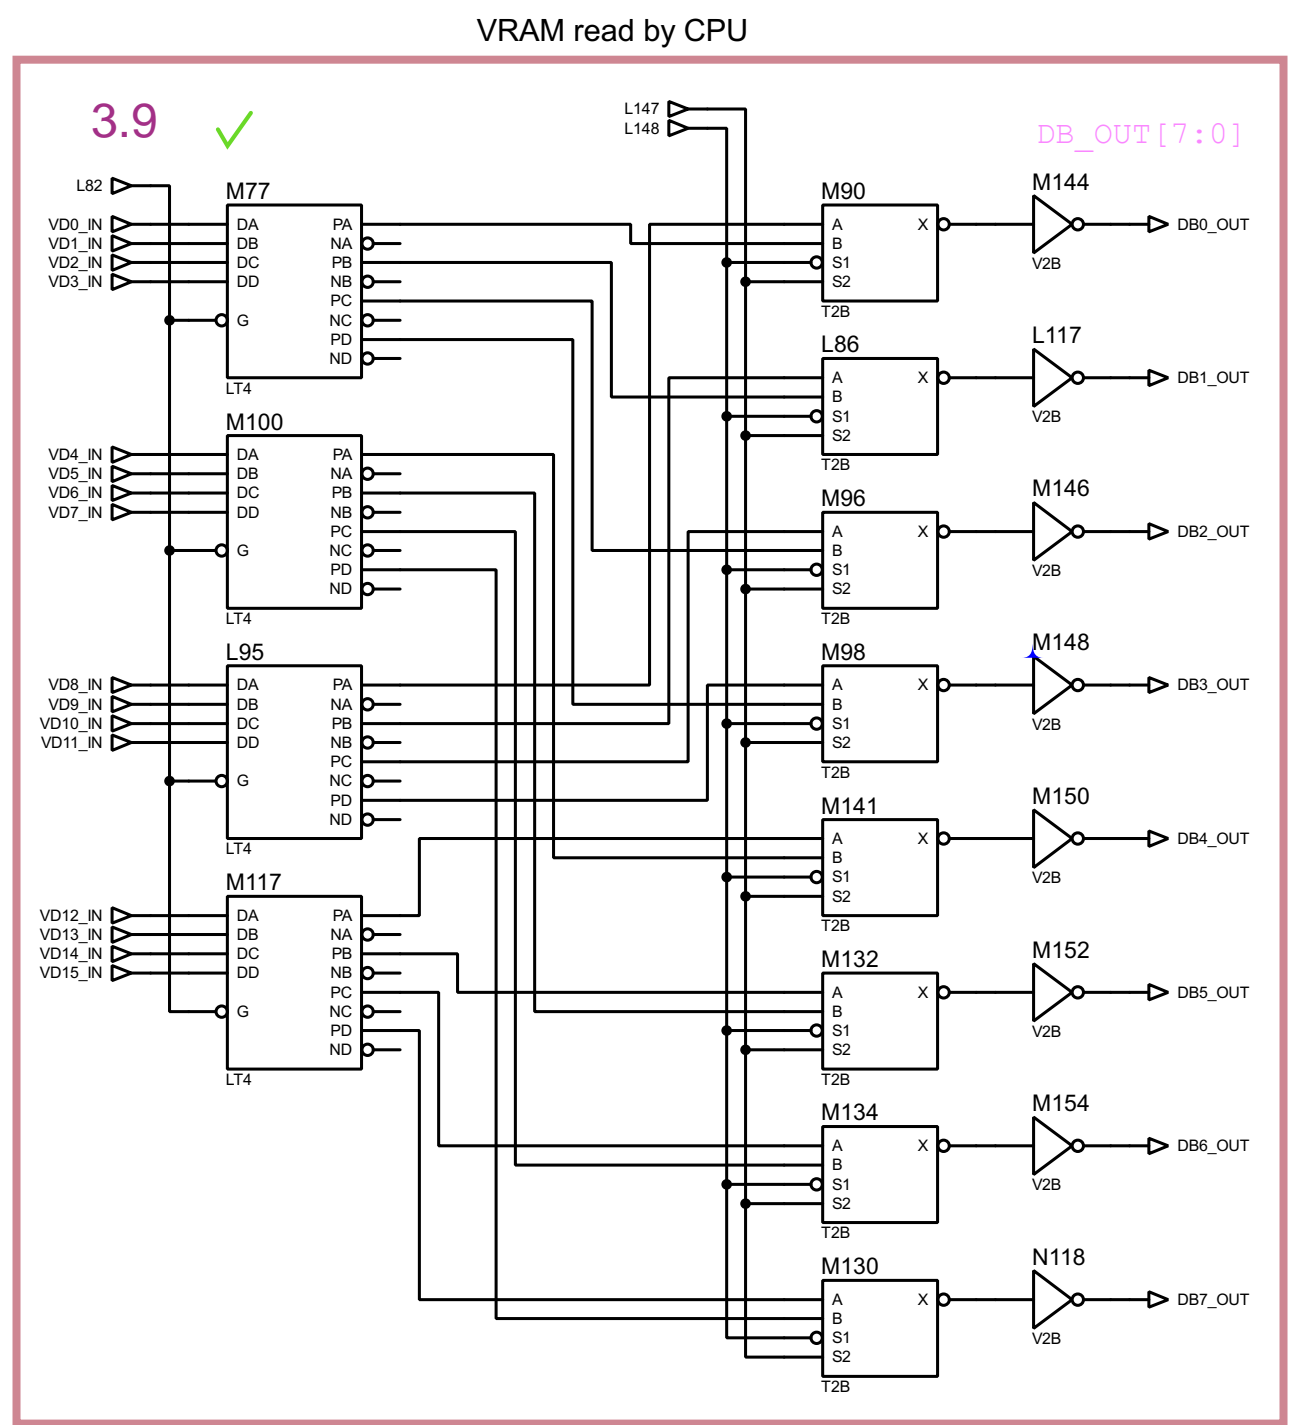 VRAM read by CPU
3.9
DB_OUT[7:0]
L147
L148
L82
VD0_IN
VD1_IN
VD2_IN
VD3_IN
M77
DA PA
DB NA
DC PB
DD NB
PC
G NC
PD
ND
LT4
M100
VD4_IN
VD5_IN
VD6_IN
VD7_IN
DA PA
DB NA
DC PB
DD NB
PC
G NC
PD
ND
LT4
L95
VD8_IN
VD9_IN
VD10_IN
VD11_IN
DA PA
DB NA
DC PB
DD NB
PC
G NC
PD
ND
LT4
M117
VD12_IN
VD13_IN
VD14_IN
VD15_IN
DA PA
DB NA
DC PB
DD NB
PC
G NC
PD
ND
LT4
M90
A X
B
S1
S2
T2B
M144
V2B
DB0_OUT
L86
A X
B
S1
S2
T2B
L117
V2B
DB1_OUT
M96
A X
B
S1
S2
T2B
M146
V2B
DB2_OUT
M98
A X
B
S1
S2
T2B
M148
V2B
DB3_OUT
M141
A X
B
S1
S2
T2B
M150
V2B
DB4_OUT
M132
A X
B
S1
S2
T2B
M152
V2B
DB5_OUT
M134
A X
B
S1
S2
T2B
M154
V2B
DB6_OUT
M130
A X
B
S1
S2
T2B
N118
V2B
DB7_OUT